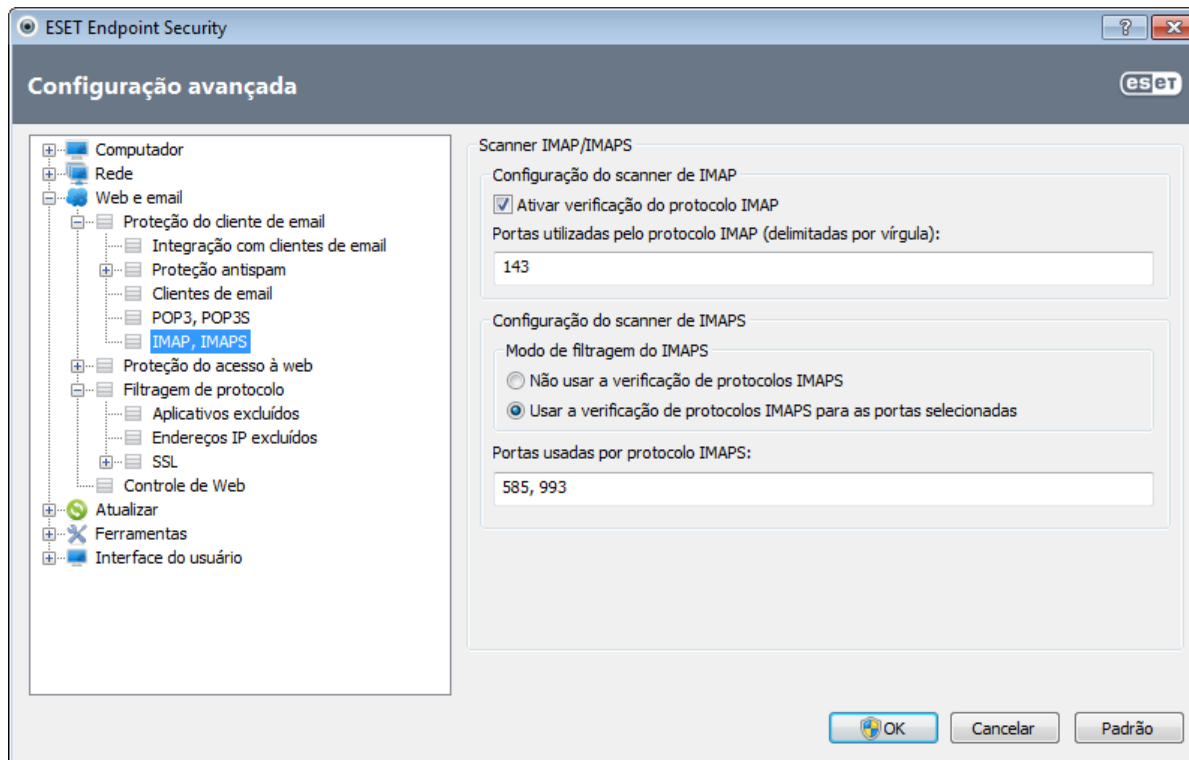 ESET Endpoint Security
?
Configuração avançada
eset
Computador
Rede
Web e email
Proteção do cliente de email
Integração com clientes de email
Proteção antispam
Clientes de email
POP3, POP3S
IMAP, IMAPS
Proteção do acesso à web
Filtragem de protocolo
Aplicativos excluídos
Endereços IP excluídos
SSL
Controle de Web
Atualizar
Ferramentas
Interface do usuário
Scanner IMAP/IMAPS
Configuração do scanner de IMAP
Ativar verificação do protocolo IMAP
Portas utilizadas pelo protocolo IMAP (delimitadas por vírgula):
143
Configuração do scanner de IMAPS
Modo de filtragem do IMAPS
Não usar a verificação de protocolos IMAPS
Usar a verificação de protocolos IMAPS para as portas selecionadas
Portas usadas por protocolo IMAPS:
585, 993
OK
Cancelar
Padrão